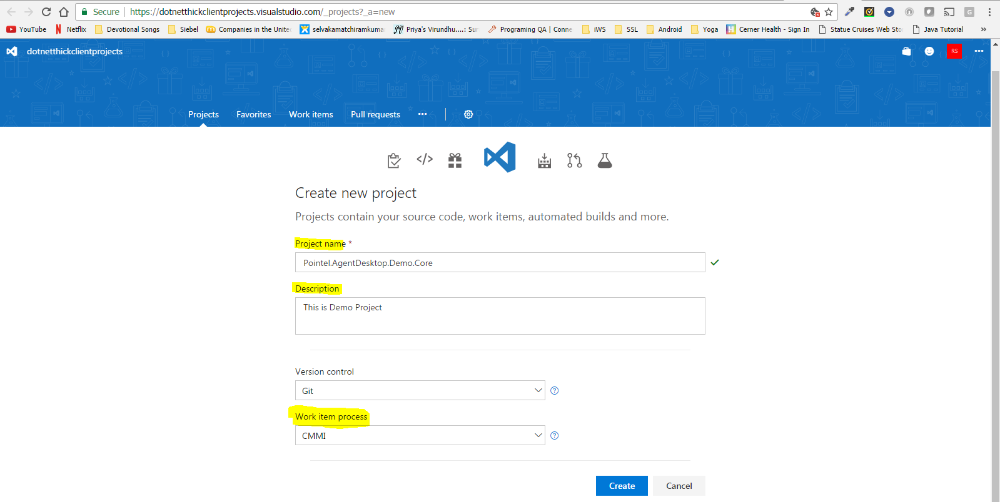 Secure https://dotnetthickclientprojects.visualstudio.com/_projects?_a=new
YouTube Netflix Devotional Songs Siebel Companies in the Unite selvakamatchiramkumar Priya's Virundhu....: Sur Programing QA | Conne iWS SSL Android Yoga Cerner Health - Sign In Statue Cruises Web Sto Java Tutorial »
dotnetthickclientprojects
RS
Projects Favorites Work items Pull requests
Create new project
Projects contain your source code, work items, automated builds and more.
Project name *
Pointel.AgentDesktop.Demo.Core
Description
This is Demo Project
Version control
Git
Work item process
CMMI
Create Cancel